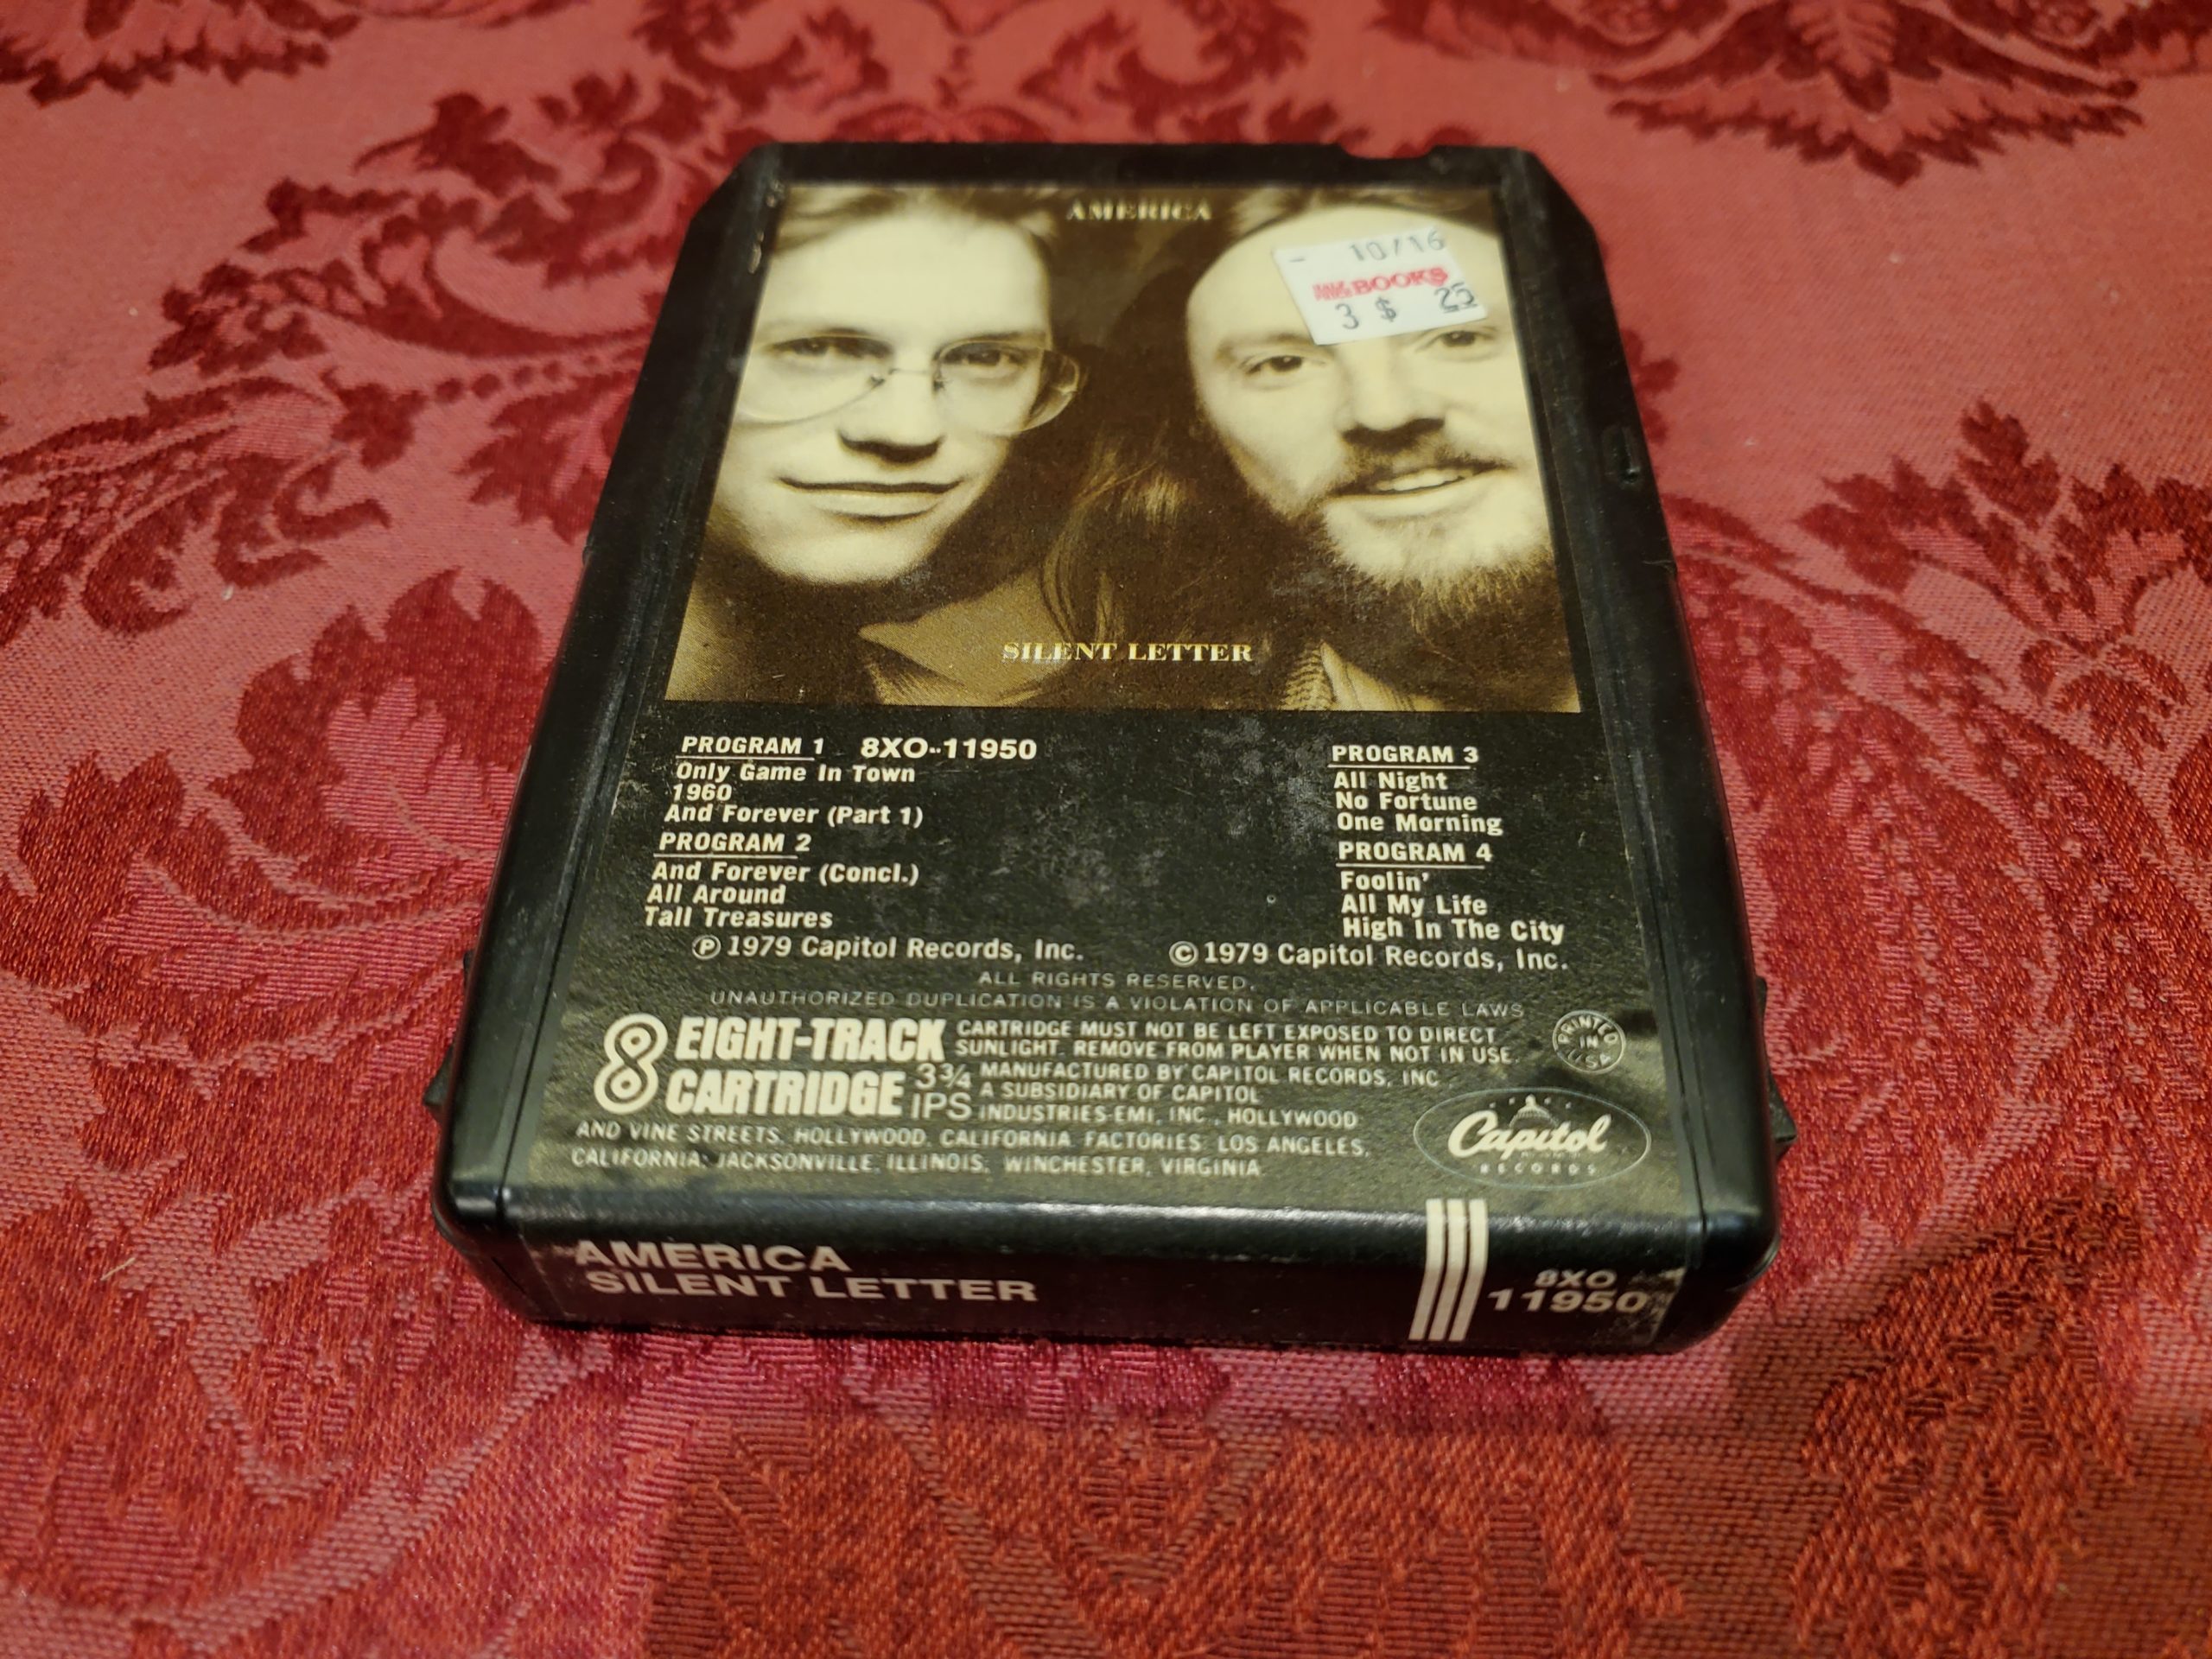 AMERICA
10/16
HALF PRICE BOOKS
3 $ 25
SILENT LETTER
PROGRAM 1 8XO-11950
Only Game In Town
1960
And Forever (Part 1)
PROGRAM 2
And Forever (Concl.)
All Around
Tall Treasures
PROGRAM 3
All Night
No Fortune
One Morning
PROGRAM 4
Foolin'
All My Life
High In The City
℗ 1979 Capitol Records, Inc. © 1979 Capitol Records, Inc.
ALL RIGHTS RESERVED.
UNAUTHORIZED DUPLICATION IS A VIOLATION OF APPLICABLE LAWS
8 EIGHT-TRACK
CARTRIDGE 3¾
IPS
CARTRIDGE MUST NOT BE LEFT EXPOSED TO DIRECT
SUNLIGHT. REMOVE FROM PLAYER WHEN NOT IN USE.
MANUFACTURED BY CAPITOL RECORDS, INC
A SUBSIDIARY OF CAPITOL
INDUSTRIES-EMI, INC., HOLLYWOOD
AND VINE STREETS, HOLLYWOOD, CALIFORNIA. FACTORIES: LOS ANGELES,
CALIFORNIA; JACKSONVILLE, ILLINOIS; WINCHESTER, VIRGINIA
PRINTED
IN
USA
Capitol
RECORDS
AMERICA
SILENT LETTER
8XO
11950